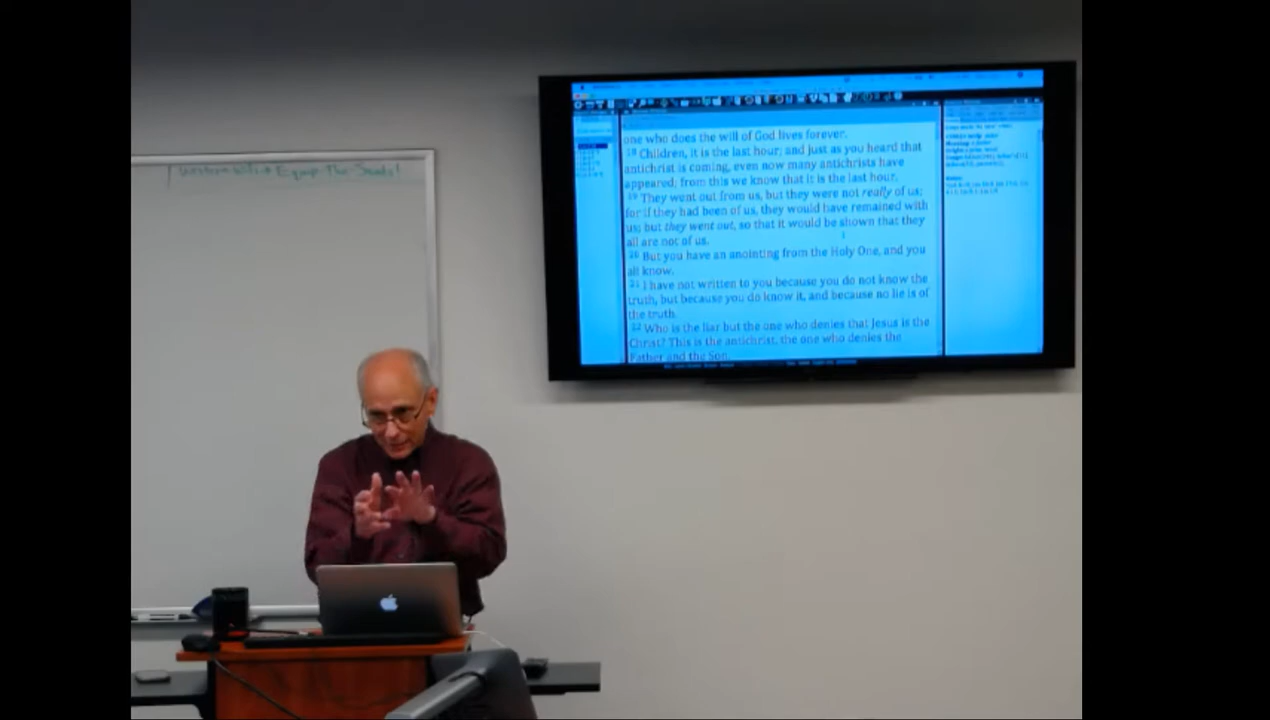 Equip The Saints!
one who does the will of God lives forever.
18 Children, it is the last hour; and just as you heard that
antichrist is coming, even now many antichrists have
appeared; from this we know that it is the last hour.
19 They went out from us, but they were not really of us;
for if they had been of us, they would have remained with
us; but they went out, so that it would be shown that they
all are not of us.
20 But you have an anointing from the Holy One, and you
all know.
21 I have not written to you because you do not know the
truth, but because you do know it, and because no lie is of
the truth.
22 Who is the liar but the one who denies that Jesus is the
Christ? This is the antichrist, the one who denies the
Father and the Son.